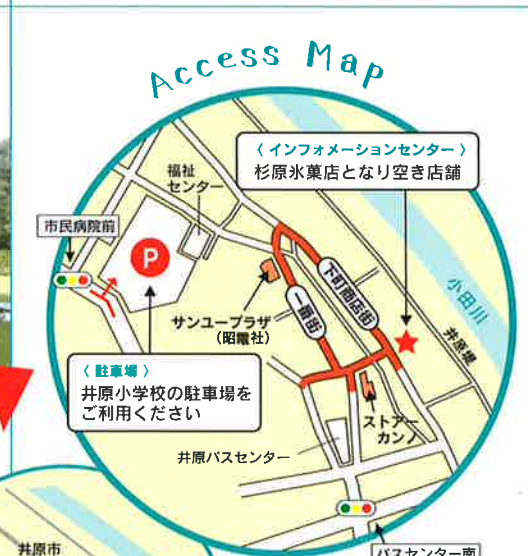 Access Map
〈 インフォメーションセンター 〉
杉原氷菓店となり空き店舗
福祉
センター
市民病院前
P
下町商店街
一番街
小田川
井原堤
サンユープラザ
(昭電社)
〈 駐車場 〉
井原小学校の駐車場を
ご利用ください
ストアー
カンノ
井原バスセンター
井原市
バスセンター南